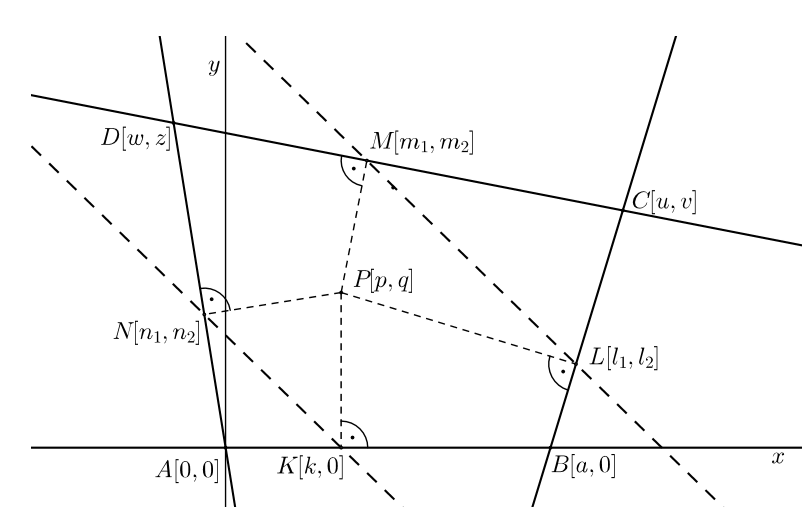 y
D[w, z]
M[m₁, m₂]
C[u, v]
P[p, q]
N[n₁, n₂]
L[l₁, l₂]
A[0, 0]
K[k, 0]
B[a, 0]
x